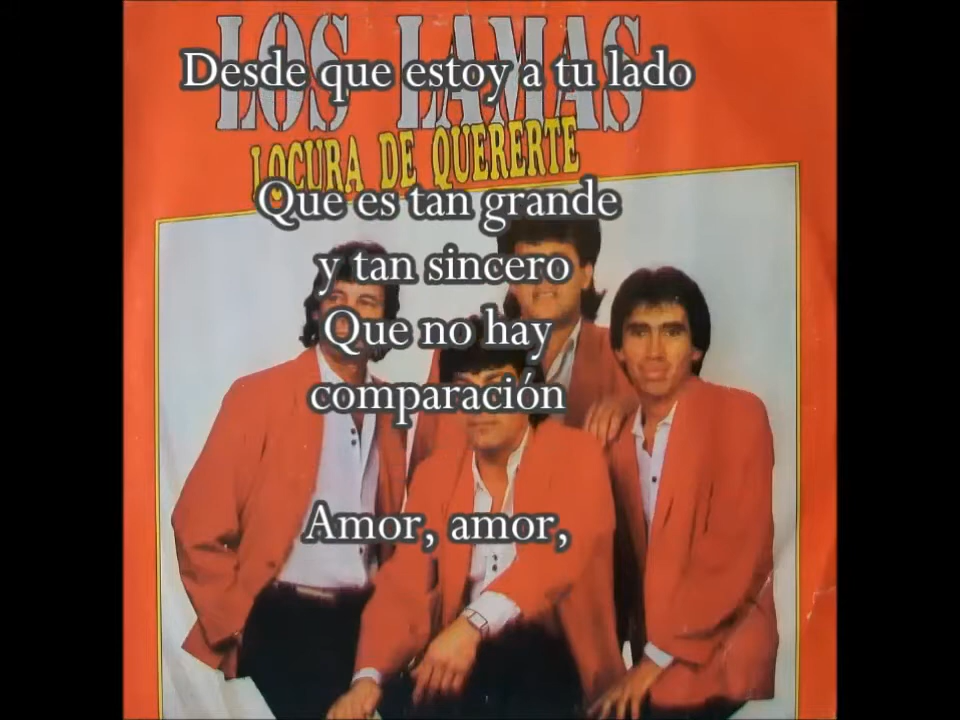 LOS LAMAS
Desde que estoy a tu lado
LOCURA DE QUERERTE
Que es tan grande
y tan sincero
Que no hay
comparación
Amor, amor,